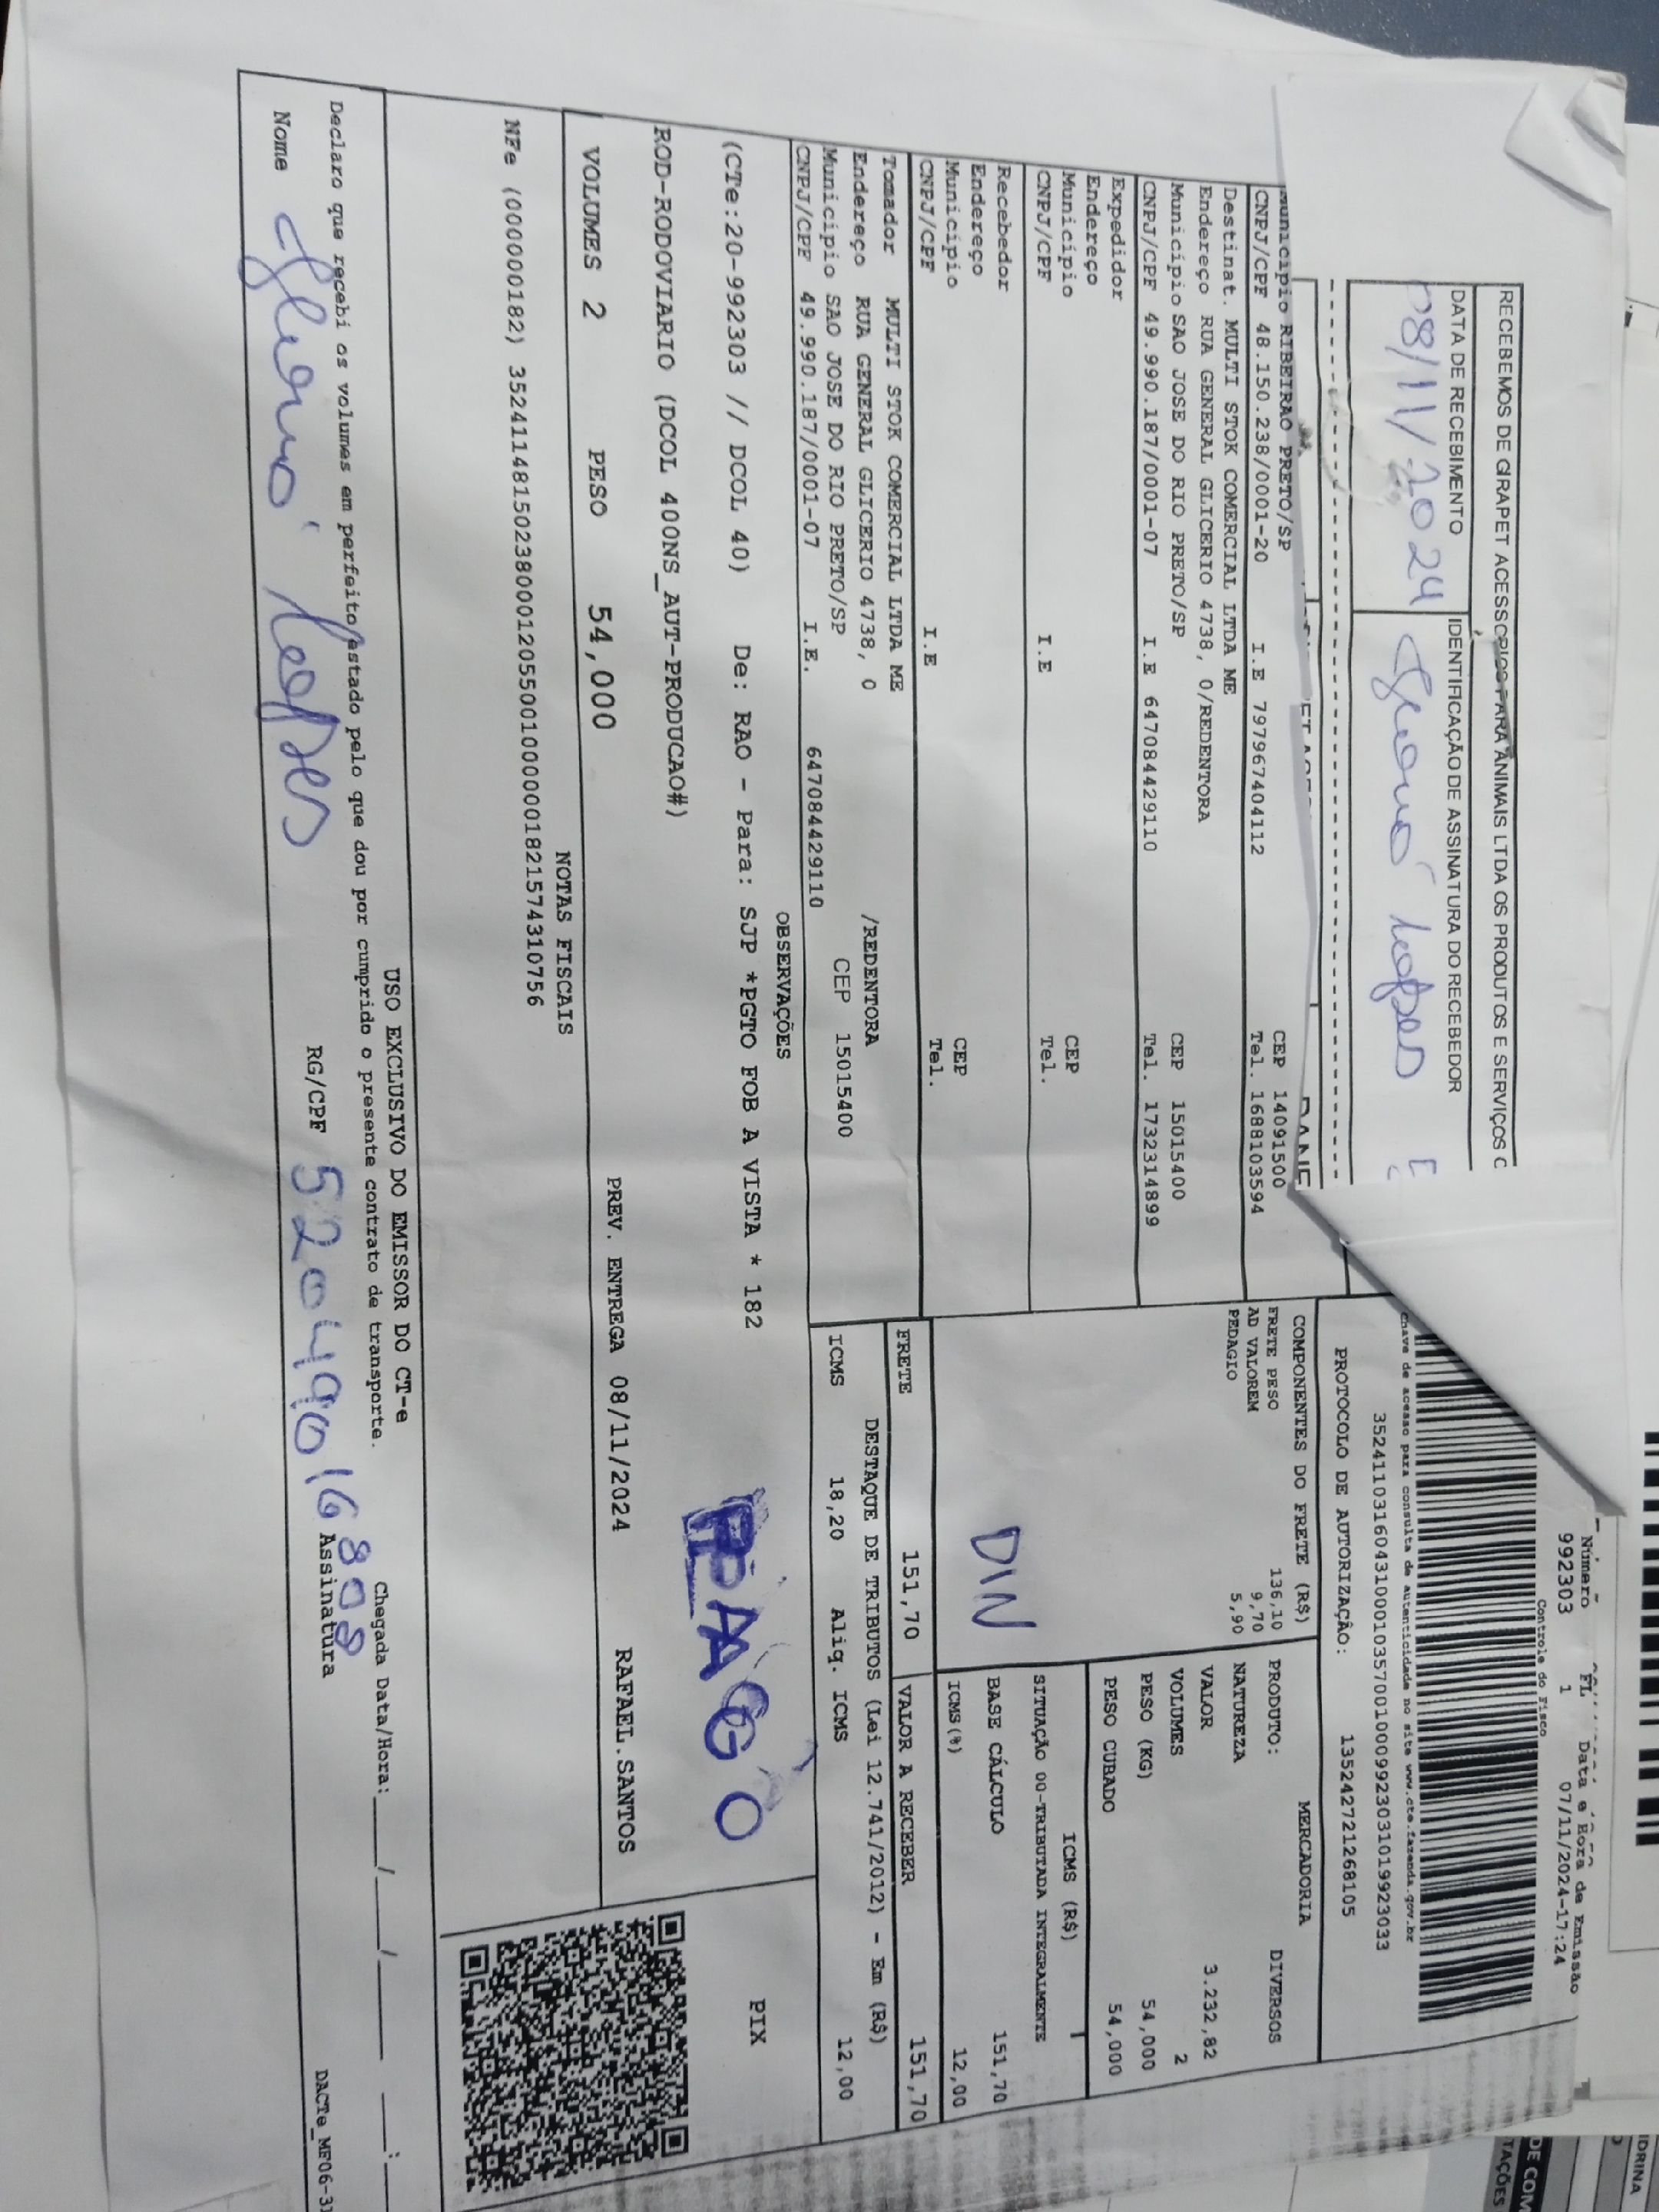 RECEBEMOS DE GIRAPET ACESSORIOS PARA ANIMAIS LTDA OS PRODUTOS E SERVIÇOS C
DATA DE RECEBIMENTO
IDENTIFICAÇÃO DE ASSINATURA DO RECEBEDOR
08/11/2024
Número
992303
FL
1
Data e Hora de Emissão
07/11/2024-17:24
Controle do Fisco
Chave de acesso para consulta de autenticidade no site www.cte.fazenda.gov.br
35241103160431000103570010009923031019923033
PROTOCOLO DE AUTORIZAÇÃO: 135242721268105
Município RIBEIRAO PRETO/SP CEP 14091500
CNPJ/CPF 48.150.238/0001-20 I.E 797967404112 Tel. 1688103594
Destinat. MULTI STOK COMERCIAL LTDA ME
Endereço RUA GENERAL GLICERIO 4738, 0/REDENTORA
Município SAO JOSE DO RIO PRETO/SP CEP 15015400
CNPJ/CPF 49.990.187/0001-07 I.E 647084429110 Tel. 1732314899
Expedidor
Endereço
Município CEP
CNPJ/CPF I.E Tel.
Recebedor
Endereço
Município CEP
CNPJ/CPF I.E Tel.
Tomador MULTI STOK COMERCIAL LTDA ME
Endereço RUA GENERAL GLICERIO 4738, 0 /REDENTORA
Município SAO JOSE DO RIO PRETO/SP CEP 15015400
CNPJ/CPF 49.990.187/0001-07 I.E. 647084429110
COMPONENTES DO FRETE (R$)
FRETE PESO 136,10
AD VALOREM 9,70
PEDAGIO 5,90
DIN
MERCADORIA
PRODUTO: DIVERSOS
NATUREZA
VALOR 3.232,82
VOLUMES 2
PESO (KG) 54,000
PESO CUBADO 54,000
ICMS (R$)
SITUAÇÃO 00-TRIBUTADA INTEGRALMENTE
BASE CÁLCULO 151,70
ICMS(%) 12,00
FRETE 151,70 VALOR A RECEBER 151,70
DESTAQUE DE TRIBUTOS (Lei 12.741/2012) - Em (R$)
ICMS 18,20 Aliq. ICMS 12,00
OBSERVAÇÕES
(CTe:20-992303 // DCOL 40) De: RAO - Para: SJP *PGTO FOB A VISTA * 182
PAGO
PIX
ROD-RODOVIARIO (DCOL 400NS_AUT-PRODUCAO#)
VOLUMES 2 PESO 54,000 PREV. ENTREGA 08/11/2024 RAFAEL.SANTOS
NOTAS FISCAIS
NFe (000000182) 35241148150238000120550010000001821574310756
USO EXCLUSIVO DO EMISSOR DO CT-e
Declaro que recebi os volumes em perfeito estado pelo que dou por cumprido o presente contrato de transporte.
Chegada Data/Hora:___/___/_____ __:__
Nome
RG/CPF 52049016808
Assinatura
DACTe_MF06-31